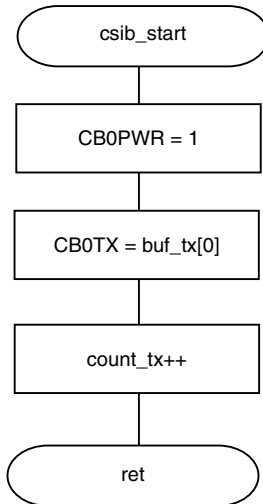 csib_start
CB0PWR = 1
CB0TX = buf_tx[0]
count_tx++
ret